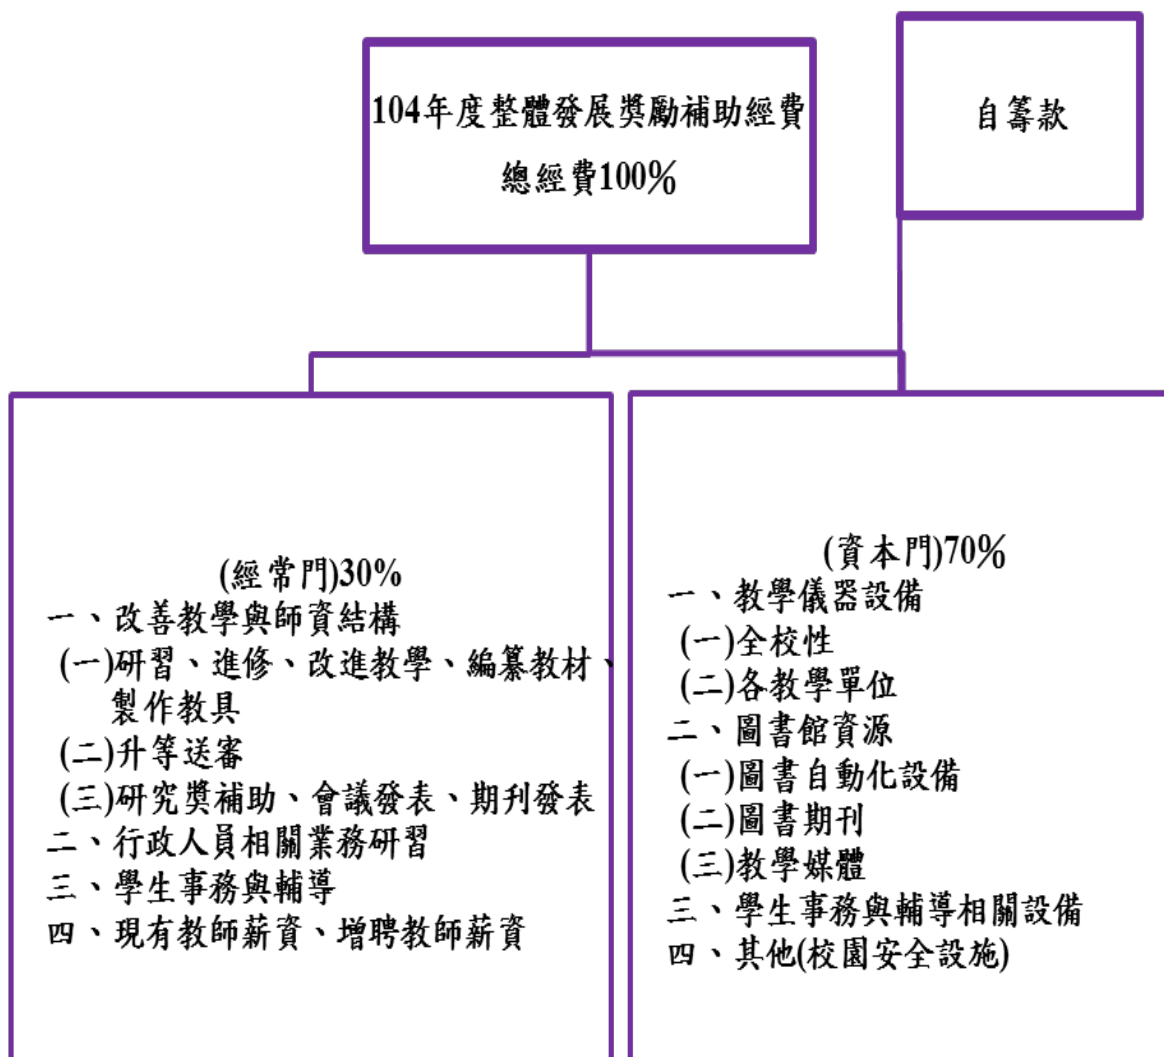 104年度整體發展獎勵補助經費
總經費100%
自籌款
(經常門)30%
一、改善教學與師資結構
(一)研習、進修、改進教學、編纂教材、
製作教具
(二)升等送審
(三)研究獎補助、會議發表、期刊發表
二、行政人員相關業務研習
三、學生事務與輔導
四、現有教師薪資、增聘教師薪資
(資本門)70%
一、教學儀器設備
(一)全校性
(二)各教學單位
二、圖書館資源
(一)圖書自動化設備
(二)圖書期刊
(三)教學媒體
三、學生事務與輔導相關設備
四、其他(校園安全設施)